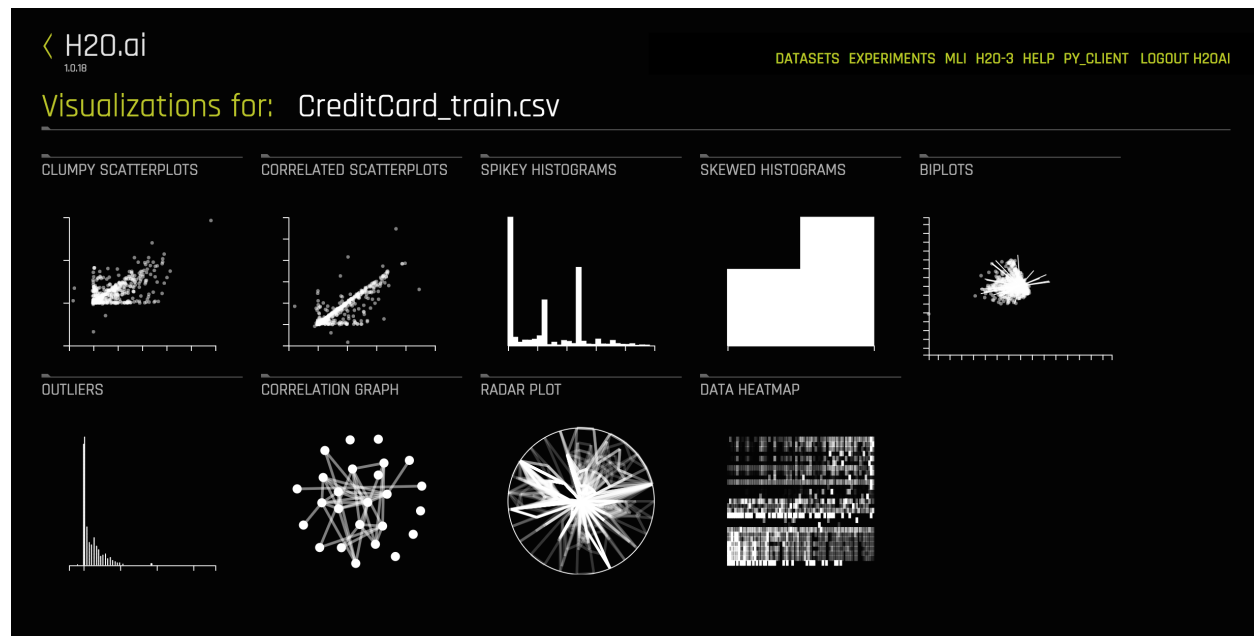 H2O.ai
1.0.18
DATASETS EXPERIMENTS MLI H2O-3 HELP PY_CLIENT LOGOUT H2OAI
Visualizations for: CreditCard_train.csv
CLUMPY SCATTERPLOTS
CORRELATED SCATTERPLOTS
SPIKEY HISTOGRAMS
SKEWED HISTOGRAMS
BIPLOTS
OUTLIERS
CORRELATION GRAPH
RADAR PLOT
DATA HEATMAP